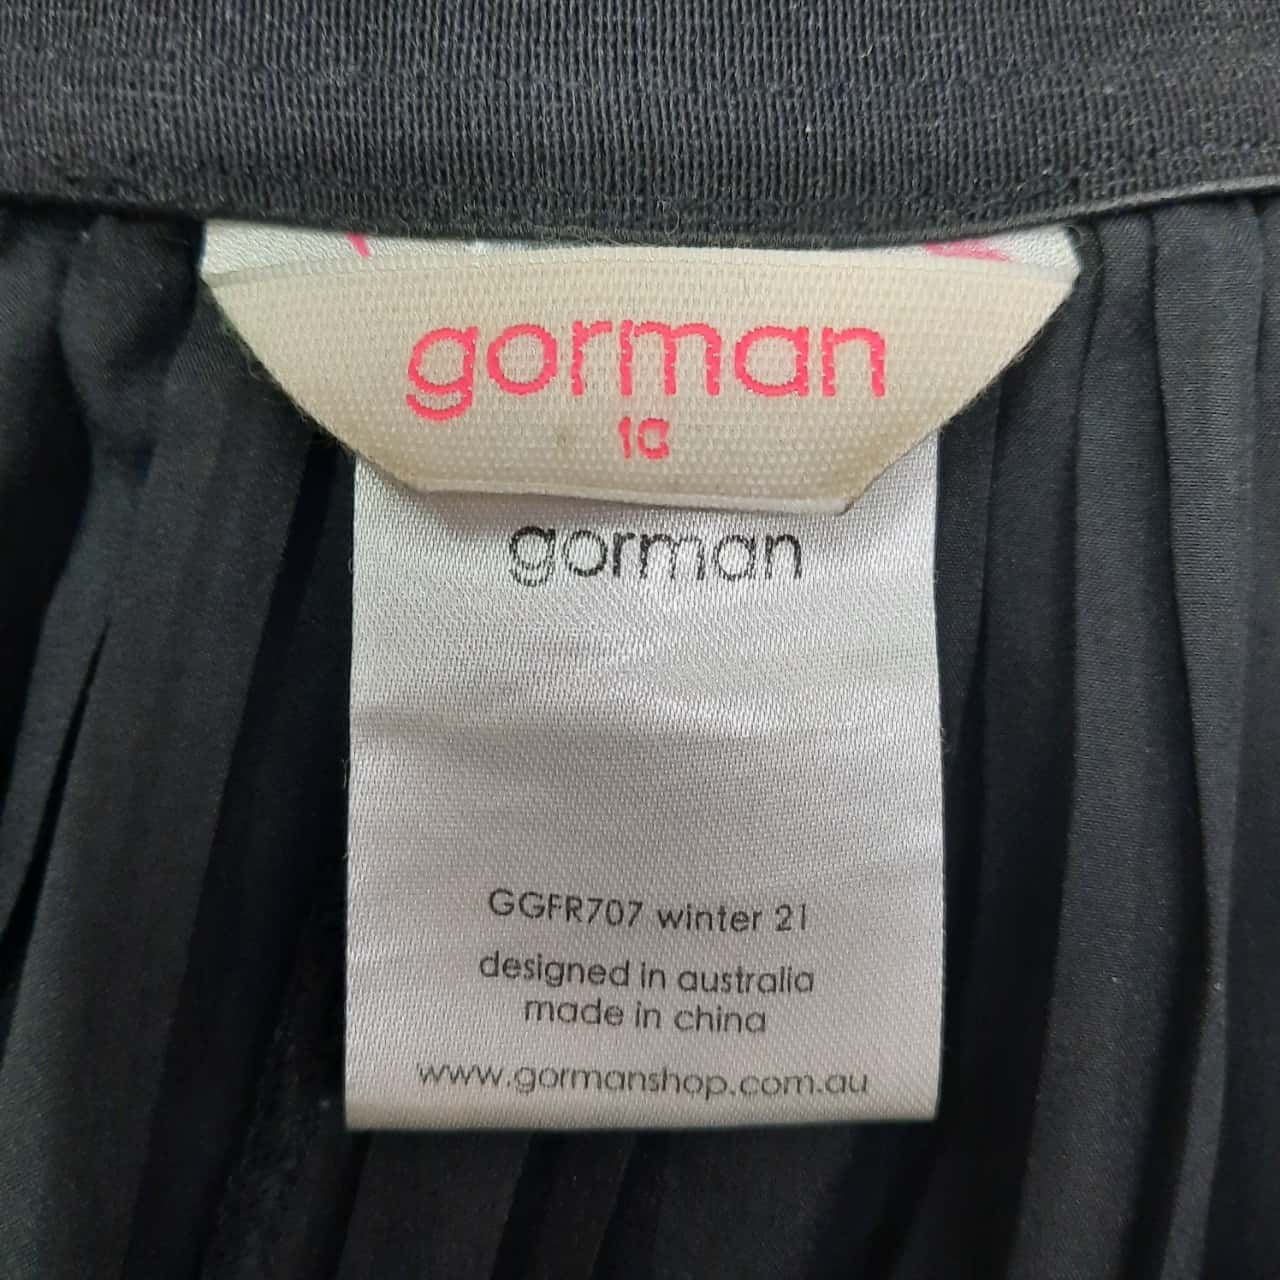 gorman
10
gorman
GGFR707 winter 21
designed in australia
made in china
www.gormanshop.com.au